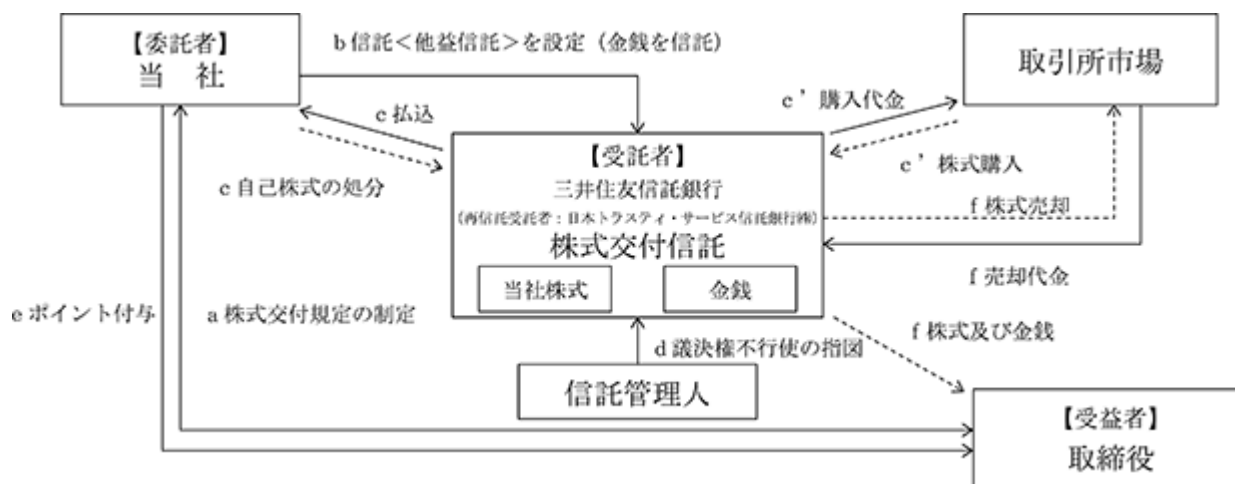 【委託者】
当 社
b 信託<他益信託>を設定(金銭を信託)
取引所市場
c 払込
c 自己株式の処分
c ’購入代金
c ’株式購入
【受託者】
三井住友信託銀行
(再信託受託者:日本トラスティ・サービス信託銀行㈱)
株式交付信託
当社株式
金銭
f 株式売却
f 売却代金
e ポイント付与
a 株式交付規定の制定
f 株式及び金銭
d 議決権不行使の指図
信託管理人
【受益者】
取締役